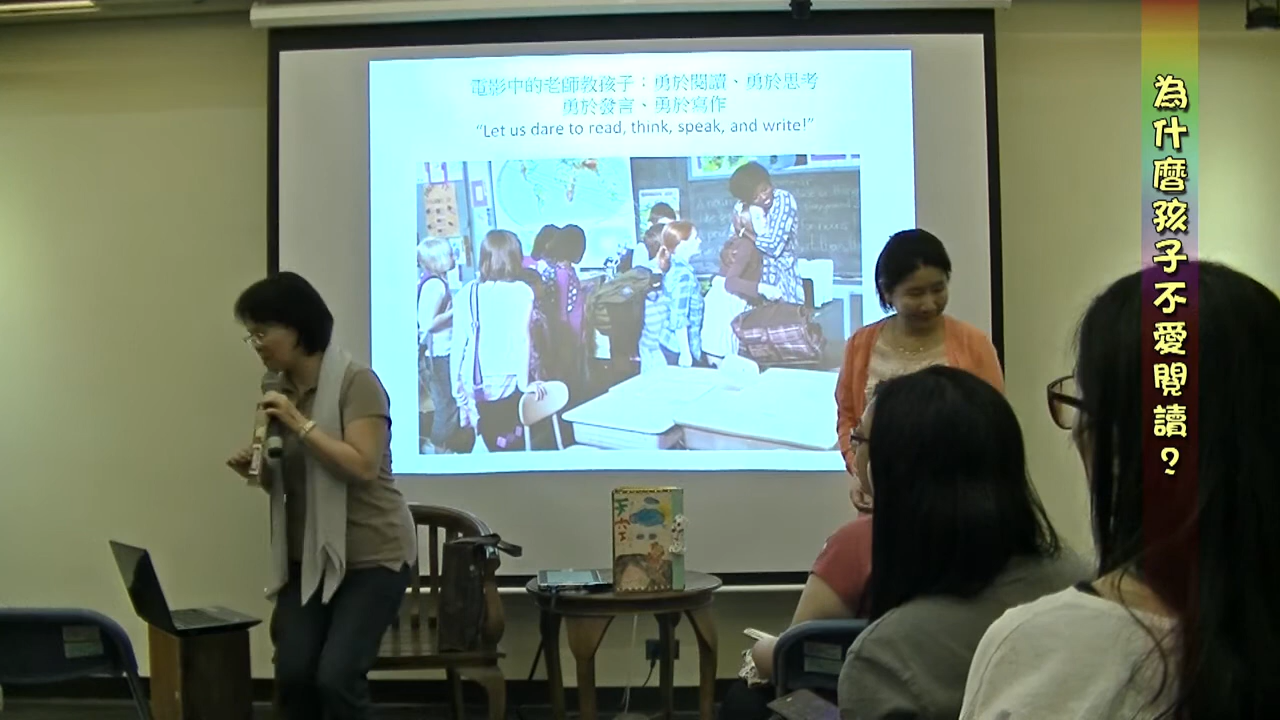 電影中的老師教孩子：勇於閱讀、勇於思考
勇於發言、勇於寫作
“Let us dare to read, think, speak, and write!”
為什麼孩子不愛閱讀？